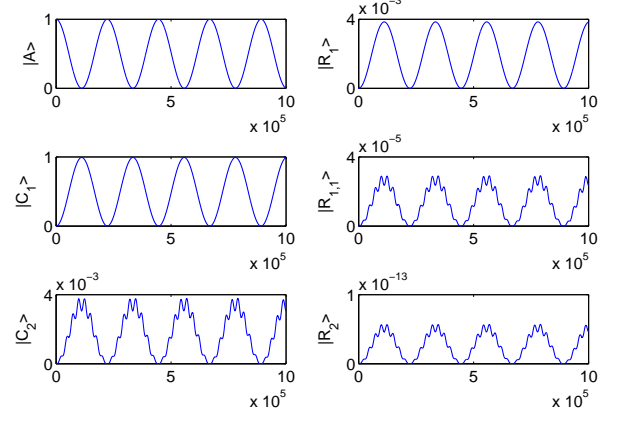 1
0
|A>
0 5 10
x 10^5
4 x 10^-3
2
0
|R_1>
0 5 10
x 10^5
1
0
|C_1>
0 5 10
x 10^5
4 x 10^-5
0
|R_1,1>
0 5 10
x 10^5
4 x 10^-3
0
|C_2>
0 5 10
x 10^5
1 x 10^-13
0
|R_2>
0 5 10
x 10^5